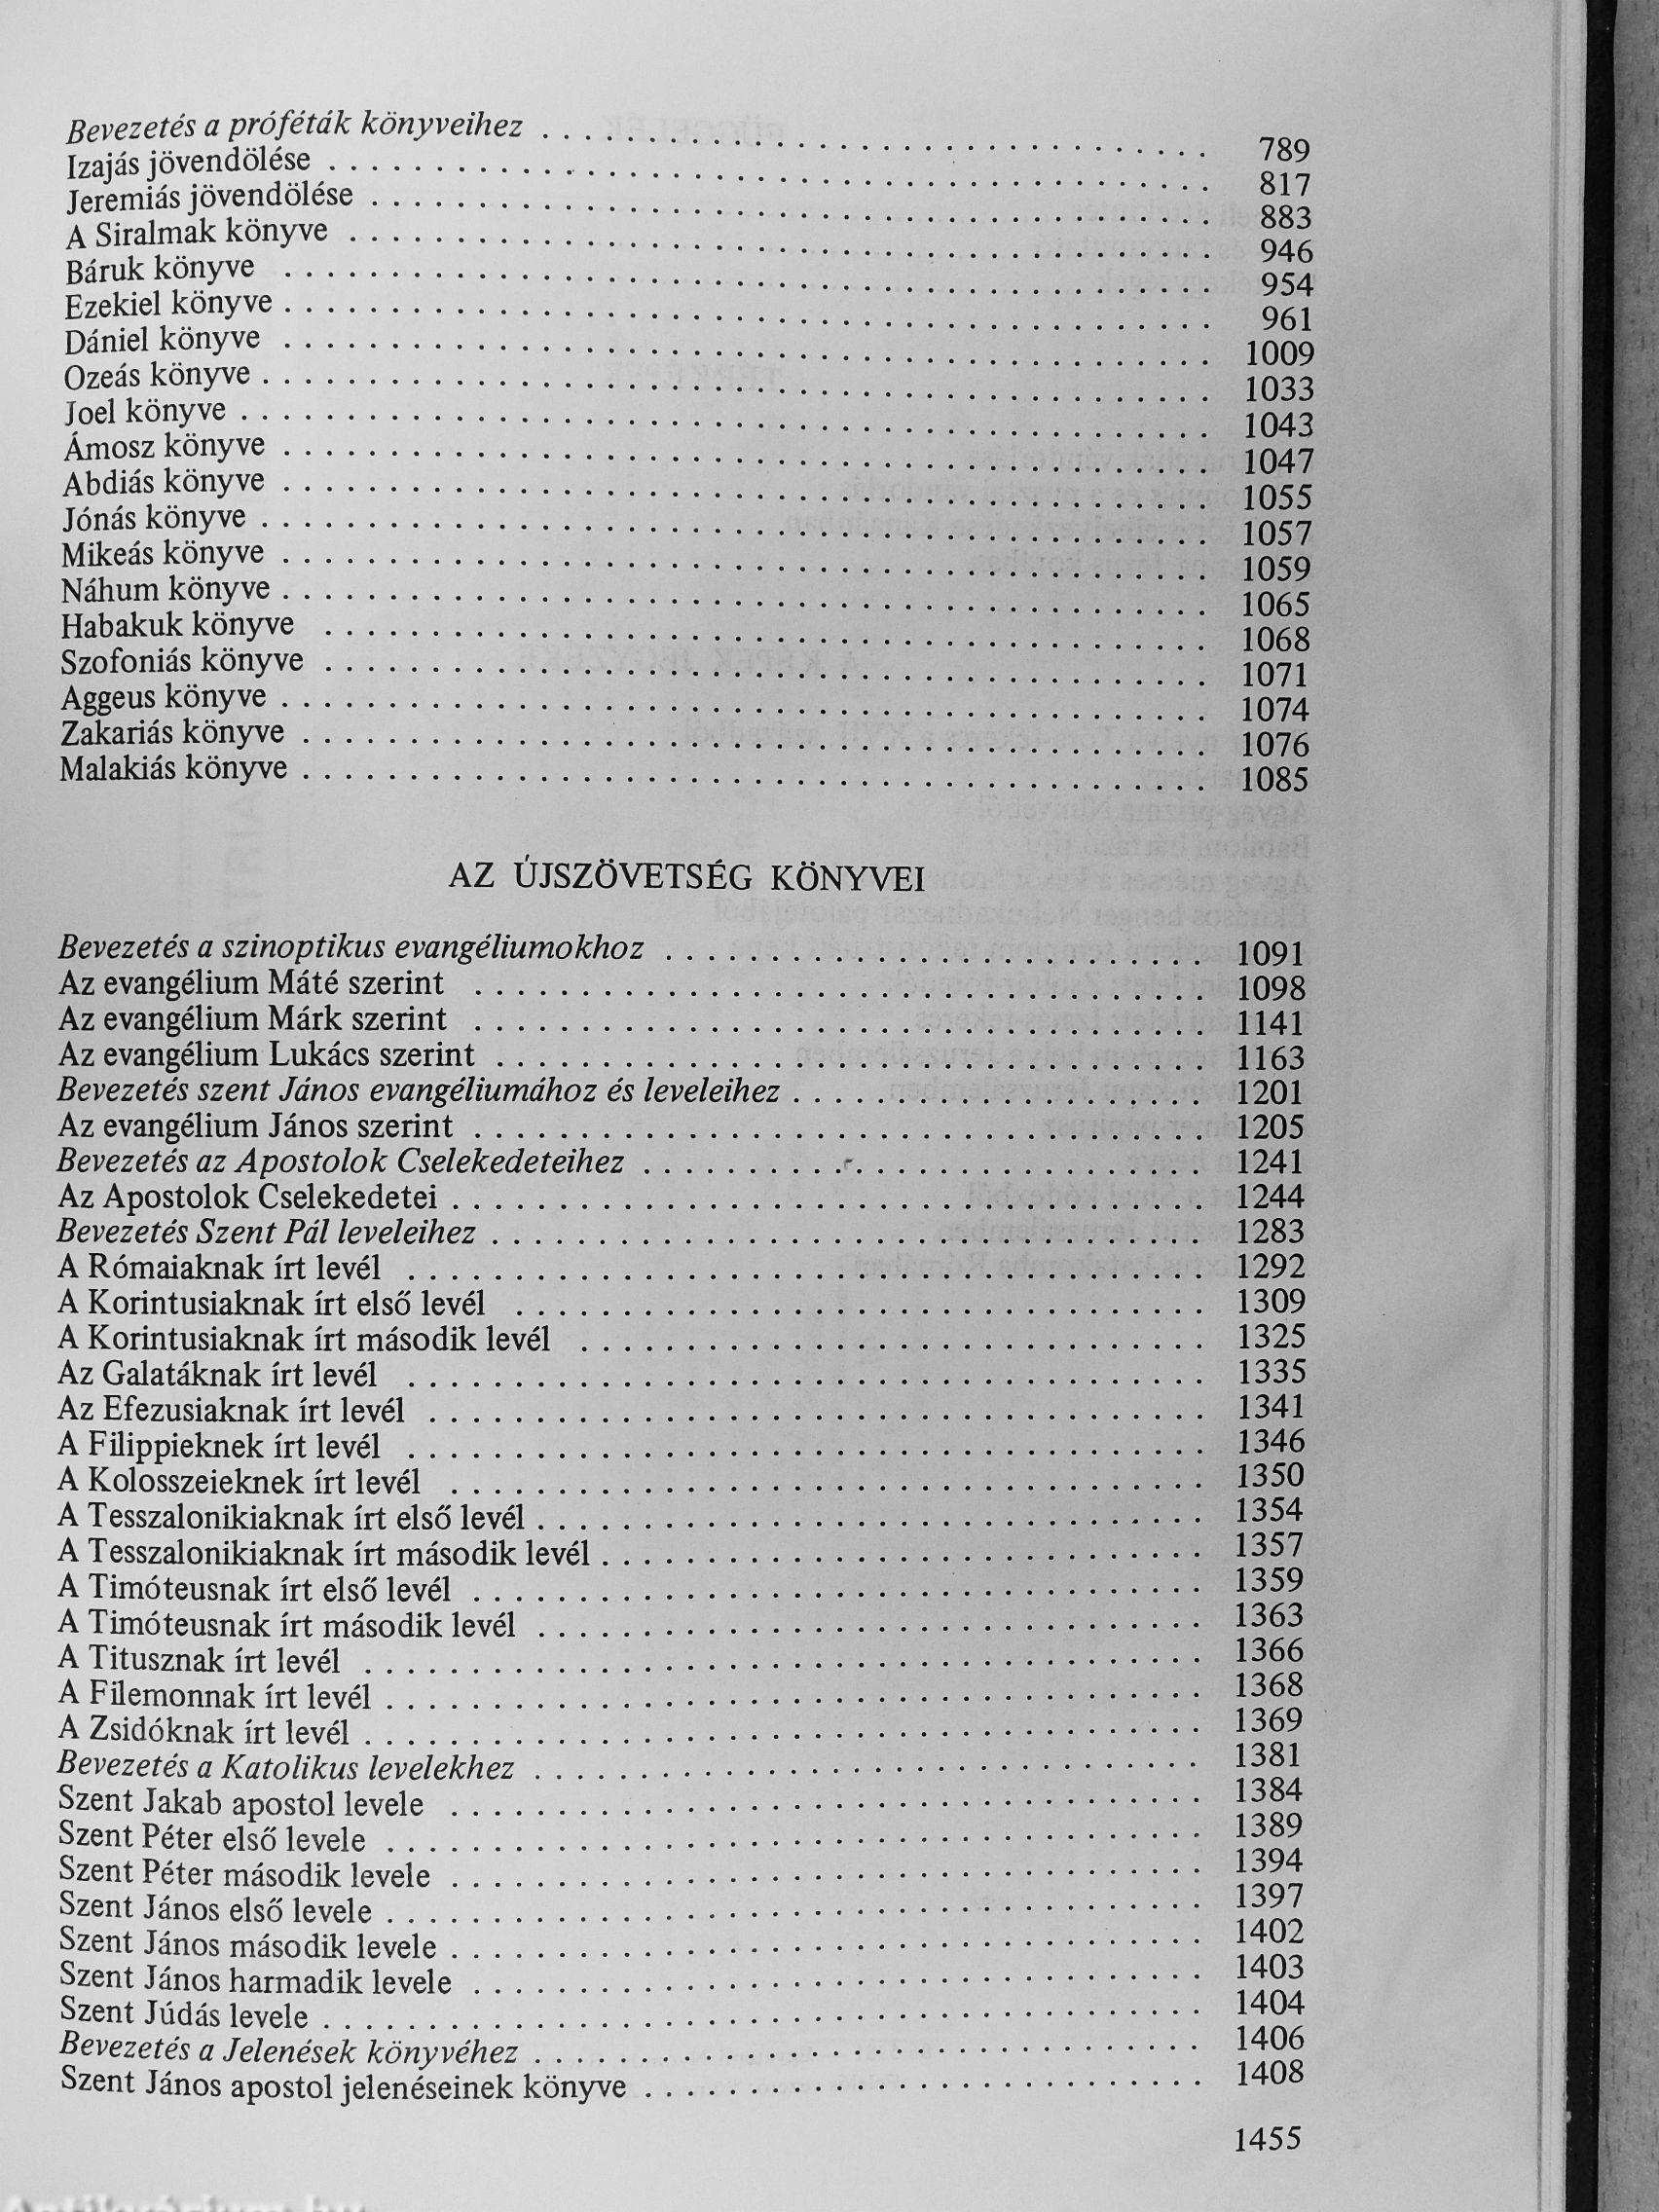 Bevezetés a próféták könyveihez . . . . . . . . . . 789
Izajás jövendölése . . . . . . . . . . 817
Jeremiás jövendölése . . . . . . . . . . 883
A Siralmak könyve . . . . . . . . . . 946
Báruk könyve . . . . . . . . . . 954
Ezekiel könyve . . . . . . . . . . 961
Dániel könyve . . . . . . . . . . 1009
Ozeás könyve . . . . . . . . . . 1033
Joel könyve . . . . . . . . . . 1043
Ámosz könyve . . . . . . . . . . 1047
Abdiás könyve . . . . . . . . . . 1055
Jónás könyve . . . . . . . . . . 1057
Mikeás könyve . . . . . . . . . . 1059
Náhum könyve . . . . . . . . . . 1065
Habakuk könyve . . . . . . . . . . 1068
Szofoniás könyve . . . . . . . . . . 1071
Aggeus könyve . . . . . . . . . . 1074
Zakariás könyve . . . . . . . . . . 1076
Malakiás könyve . . . . . . . . . . 1085
AZ ÚJSZÖVETSÉG KÖNYVEI
Bevezetés a szinoptikus evangéliumokhoz . . . . . . . . . . 1091
Az evangélium Máté szerint . . . . . . . . . . 1098
Az evangélium Márk szerint . . . . . . . . . . 1141
Az evangélium Lukács szerint . . . . . . . . . . 1163
Bevezetés szent János evangéliumához és leveleihez . . . . . . . . . . 1201
Az evangélium János szerint . . . . . . . . . . 1205
Bevezetés az Apostolok Cselekedeteihez . . . . . . . . . . 1241
Az Apostolok Cselekedetei . . . . . . . . . . 1244
Bevezetés Szent Pál leveleihez . . . . . . . . . . 1283
A Rómaiaknak írt levél . . . . . . . . . . 1292
A Korintusiaknak írt első levél . . . . . . . . . . 1309
A Korintusiaknak írt második levél . . . . . . . . . . 1325
Az Galatáknak írt levél . . . . . . . . . . 1335
Az Efezusiaknak írt levél . . . . . . . . . . 1341
A Filippieknek írt levél . . . . . . . . . . 1346
A Kolosszeieknek írt levél . . . . . . . . . . 1350
A Tesszalonikiaknak írt első levél . . . . . . . . . . 1354
A Tesszalonikiaknak írt második levél . . . . . . . . . . 1357
A Timóteusnak írt első levél . . . . . . . . . . 1359
A Timóteusnak írt második levél . . . . . . . . . . 1363
A Titusznak írt levél . . . . . . . . . . 1366
A Filemonnak írt levél . . . . . . . . . . 1368
A Zsidóknak írt levél . . . . . . . . . . 1369
Bevezetés a Katolikus levelekhez . . . . . . . . . . 1381
Szent Jakab apostol levele . . . . . . . . . . 1384
Szent Péter első levele . . . . . . . . . . 1389
Szent Péter második levele . . . . . . . . . . 1394
Szent János első levele . . . . . . . . . . 1397
Szent János második levele . . . . . . . . . . 1402
Szent János harmadik levele . . . . . . . . . . 1403
Szent Júdás levele . . . . . . . . . . 1404
Bevezetés a Jelenések könyvéhez . . . . . . . . . . 1406
Szent János apostol jelenéseinek könyve . . . . . . . . . . 1408
1455